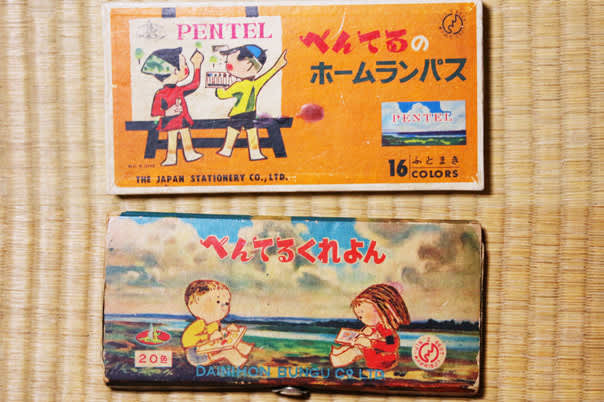 PENTEL
ぺんてるの
ホームランパス
PENTEL
16 ふとまき
COLORS
THE JAPAN STATIONERY CO., LTD.
ぺんてるくれよん
20色
DAINIHON BUNGU CO LTD